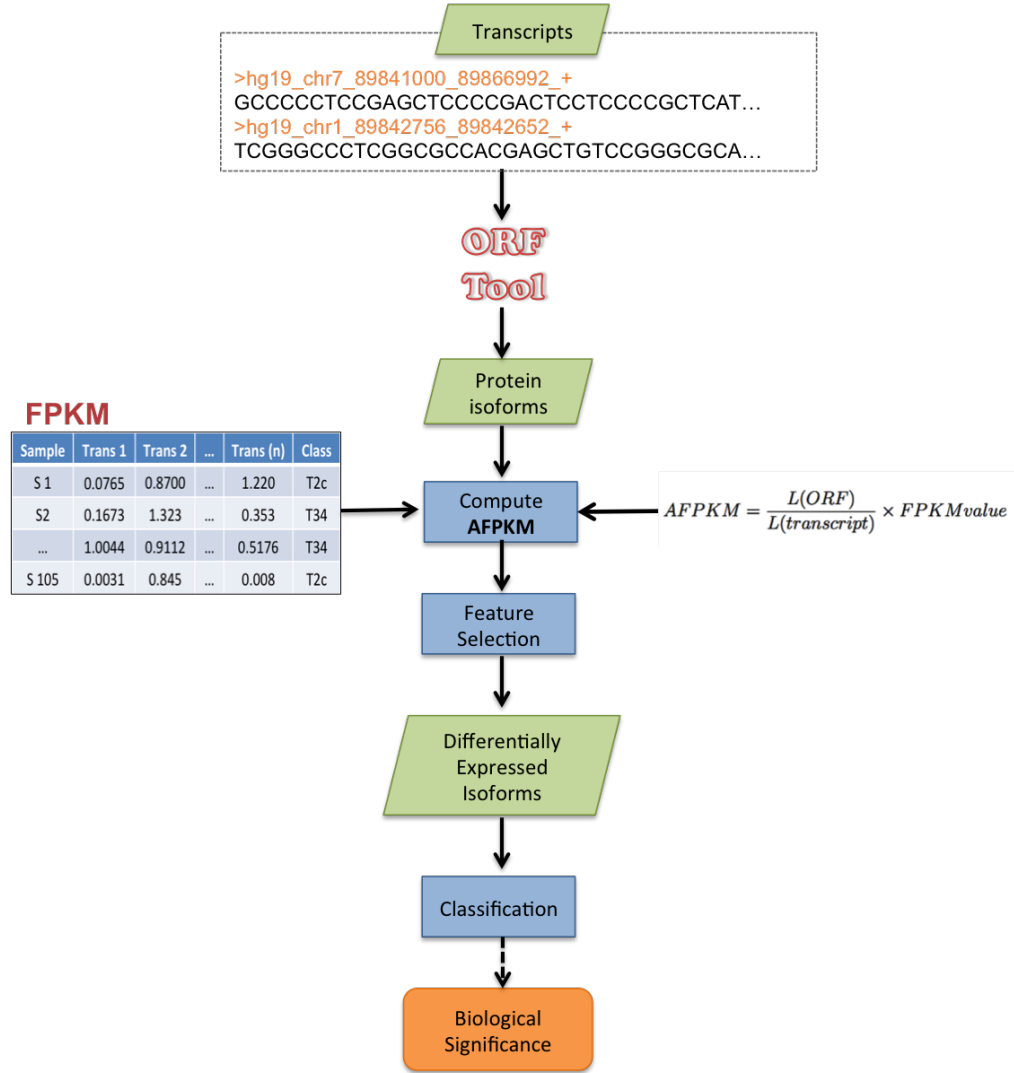 Transcripts
>hg19_chr7_89841000_89866992_+
GCCCCCTCCGAGCTCCCCGACTCCTCCCCGCTCAT...
>hg19_chr1_89842756_89842652_+
TCGGGCCCTCGGCGCCACGAGCTGTCCGGGCGCA...
ORF
Tool
Protein
isoforms
FPKM
Sample Trans 1 Trans 2 ... Trans (n) Class
S 1 0.0765 0.8700 ... 1.220 T2c
S2 0.1673 1.323 ... 0.353 T34
... 1.0044 0.9112 ... 0.5176 T34
S 105 0.0031 0.845 ... 0.008 T2c
Compute
AFPKM
AFPKM = L(ORF) / L(transcript) × FPKMvalue
Feature
Selection
Differentially
Expressed
Isoforms
Classification
Biological
Significance